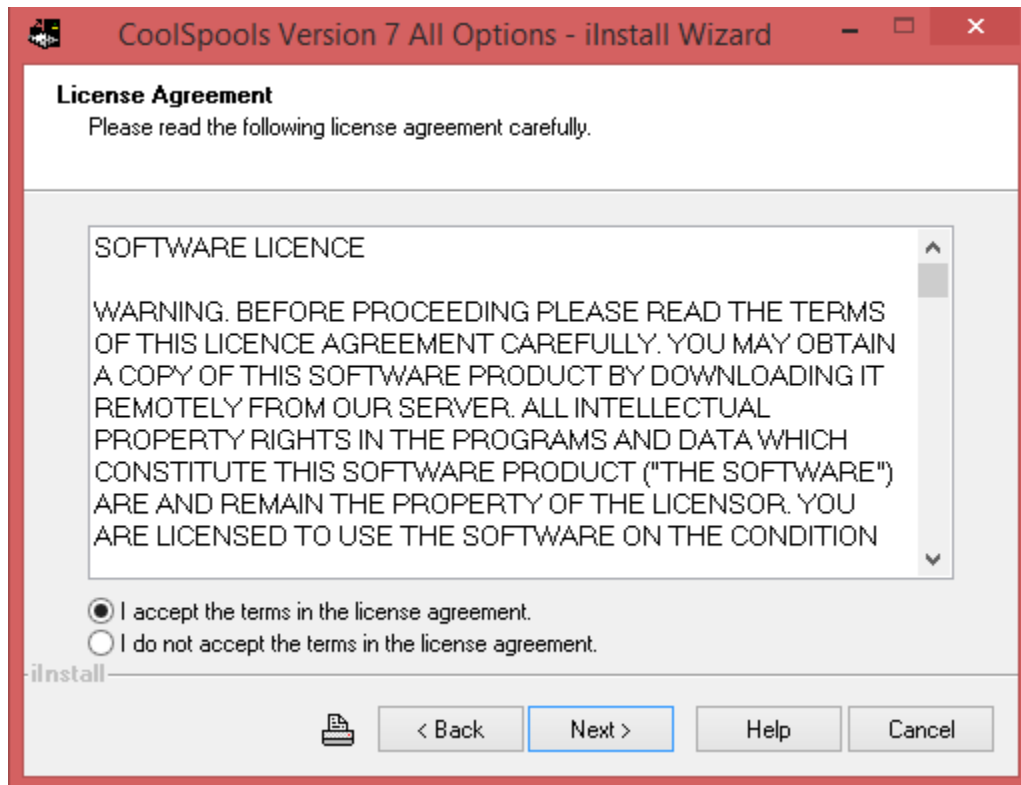 CoolSpools Version 7 All Options - iInstall Wizard
License Agreement
Please read the following license agreement carefully.
SOFTWARE LICENCE
WARNING. BEFORE PROCEEDING PLEASE READ THE TERMS
OF THIS LICENCE AGREEMENT CAREFULLY. YOU MAY OBTAIN
A COPY OF THIS SOFTWARE PRODUCT BY DOWNLOADING IT
REMOTELY FROM OUR SERVER. ALL INTELLECTUAL
PROPERTY RIGHTS IN THE PROGRAMS AND DATA WHICH
CONSTITUTE THIS SOFTWARE PRODUCT ("THE SOFTWARE")
ARE AND REMAIN THE PROPERTY OF THE LICENSOR. YOU
ARE LICENSED TO USE THE SOFTWARE ON THE CONDITION
I accept the terms in the license agreement.
I do not accept the terms in the license agreement.
iInstall
< Back Next > Help Cancel